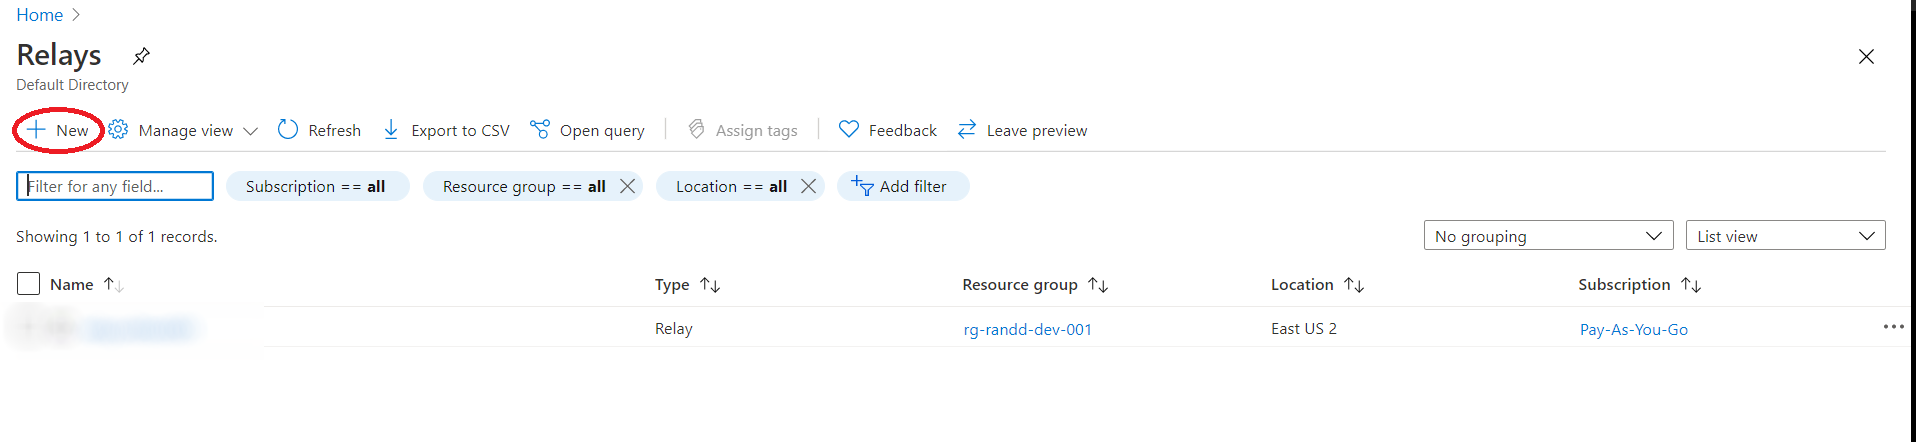 Home
Relays
Default Directory
New Manage view Refresh Export to CSV Open query Assign tags Feedback Leave preview
Filter for any field... Subscription == all Resource group == all Location == all Add filter
Showing 1 to 1 of 1 records. No grouping List view
Name Type Resource group Location Subscription
Relay rg-randd-dev-001 East US 2 Pay-As-You-Go